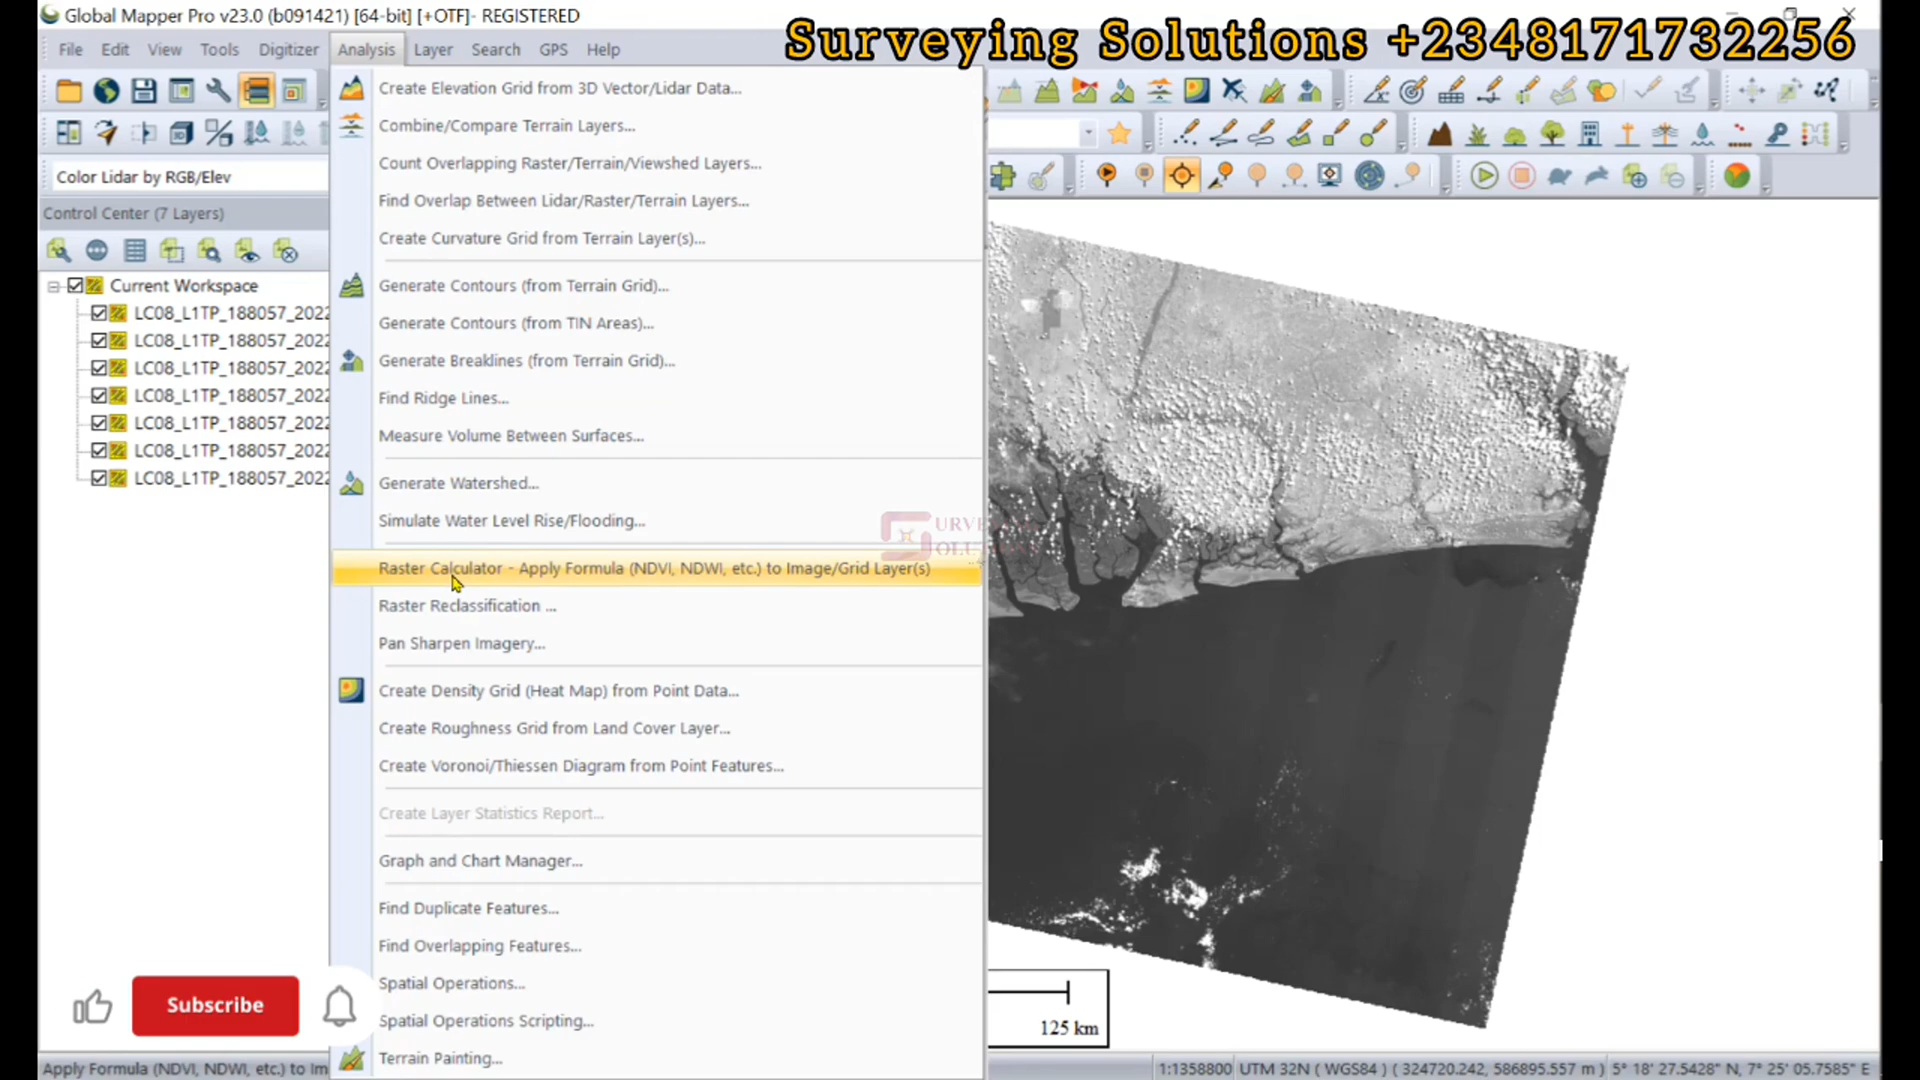 Global Mapper Pro v23.0 (b091421) [64-bit] [+OTF]- REGISTERED
Surveying Solutions +2348171732256
File Edit View Tools Digitizer Analysis Layer Search GPS Help
Create Elevation Grid from 3D Vector/Lidar Data...
Combine/Compare Terrain Layers...
Count Overlapping Raster/Terrain/Viewshed Layers...
Color Lidar by RGB/Elev
Find Overlap Between Lidar/Raster/Terrain Layers...
Control Center (7 Layers)
Create Curvature Grid from Terrain Layer(s)...
Current Workspace
Generate Contours (from Terrain Grid)...
LC08_L1TP_188057_2022
Generate Contours (from TIN Areas)...
LC08_L1TP_188057_2022
Generate Breaklines (from Terrain Grid)...
LC08_L1TP_188057_2022
Find Ridge Lines...
LC08_L1TP_188057_2022
LC08_L1TP_188057_2022
Measure Volume Between Surfaces...
LC08_L1TP_188057_2022
LC08_L1TP_188057_2022
Generate Watershed...
Simulate Water Level Rise/Flooding...
Raster Calculator - Apply Formula (NDVI, NDWI, etc.) to Image/Grid Layer(s)
Raster Reclassification ...
Pan Sharpen Imagery...
Create Density Grid (Heat Map) from Point Data...
Create Roughness Grid from Land Cover Layer...
Create Voronoi/Thiessen Diagram from Point Features...
Create Layer Statistics Report...
Graph and Chart Manager...
Find Duplicate Features...
Find Overlapping Features...
Spatial Operations...
Subscribe
Spatial Operations Scripting...
125 km
Terrain Painting...
Apply Formula (NDVI, NDWI, etc.) to Im
1:1358800 UTM 32N ( WGS84 ) ( 324720.242, 586895.557 m ) 5° 18' 27.5428" N, 7° 25' 05.7585" E